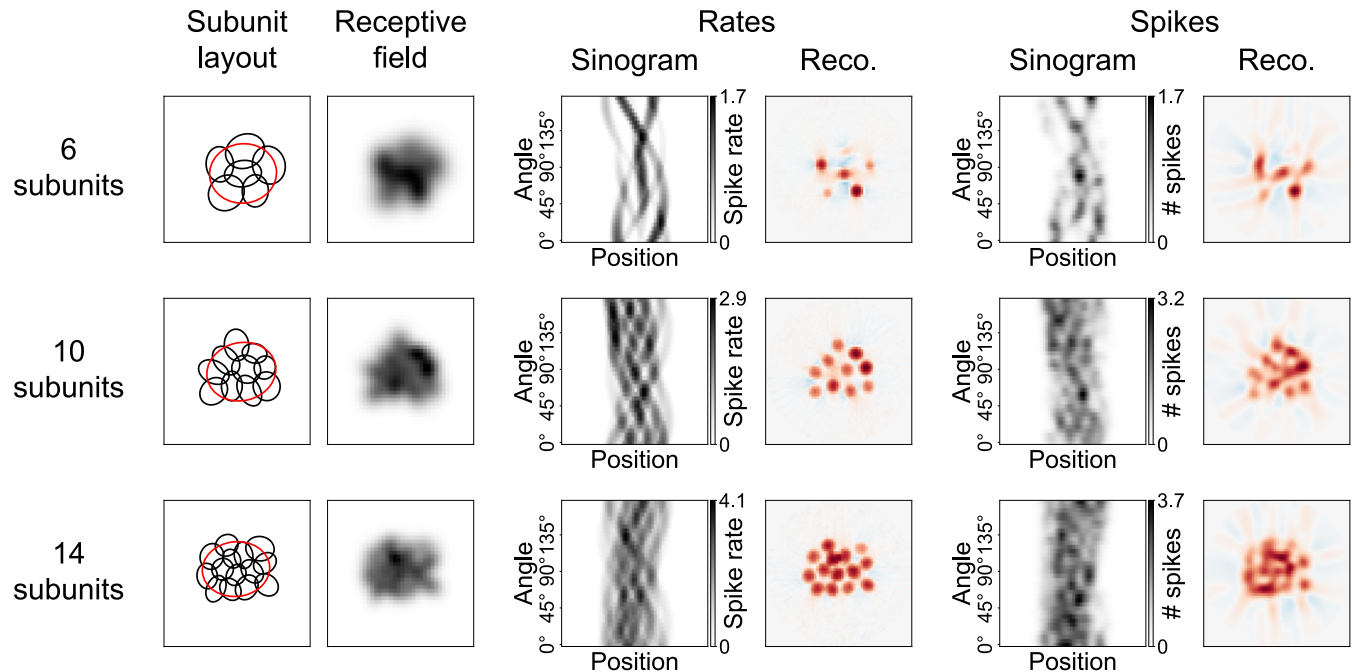 Subunit
layout
Receptive
field
Rates
Sinogram
Reco.
Spikes
Sinogram
Reco.
6
subunits
Angle
0° 45° 90° 135°
Position
1.7
Spike rate
0
Angle
0° 45° 90° 135°
Position
1.7
# spikes
0
10
subunits
Angle
0° 45° 90° 135°
Position
2.9
Spike rate
0
Angle
0° 45° 90° 135°
Position
3.2
# spikes
0
14
subunits
Angle
0° 45° 90° 135°
Position
4.1
Spike rate
0
Angle
0° 45° 90° 135°
Position
3.7
# spikes
0